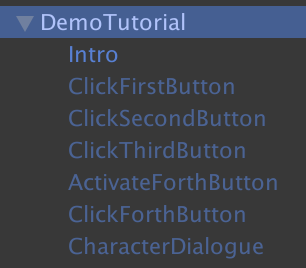 DemoTutorial
Intro
ClickFirstButton
ClickSecondButton
ClickThirdButton
ActivateForthButton
ClickForthButton
CharacterDialogue